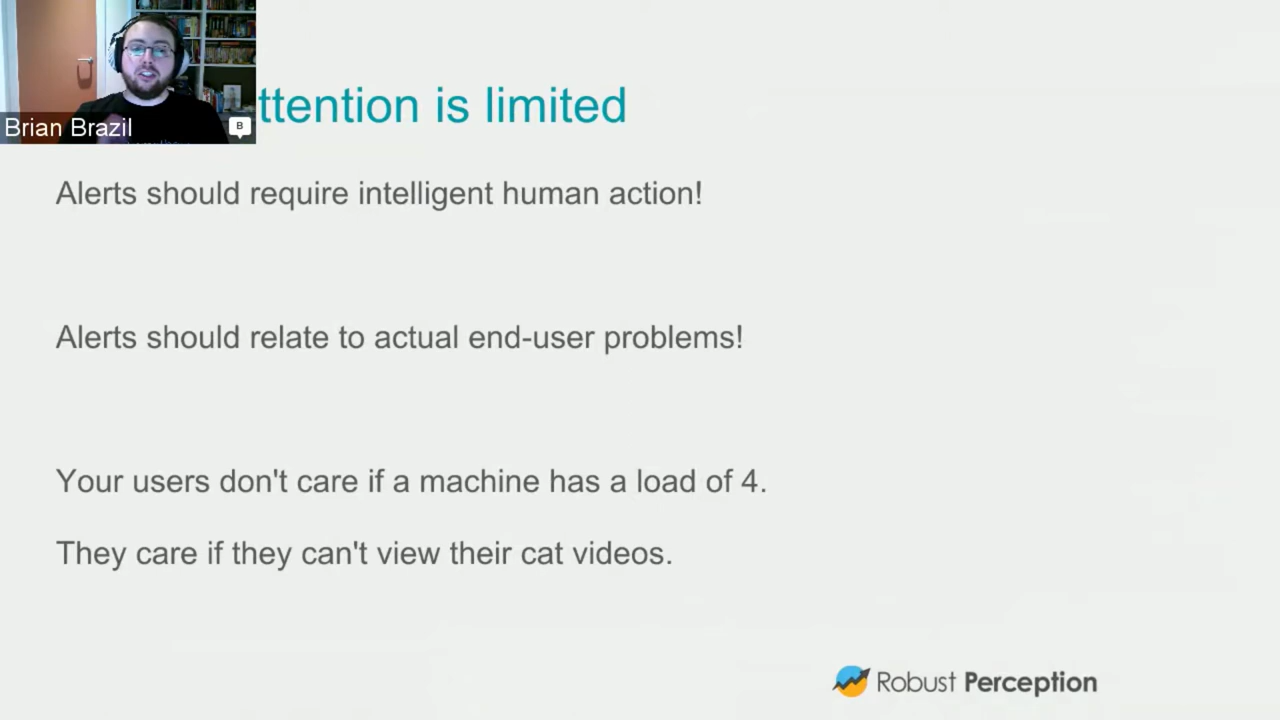 ttention is limited
Brian Brazil
B
Alerts should require intelligent human action!
Alerts should relate to actual end-user problems!
Your users don't care if a machine has a load of 4.
They care if they can't view their cat videos.
Robust Perception